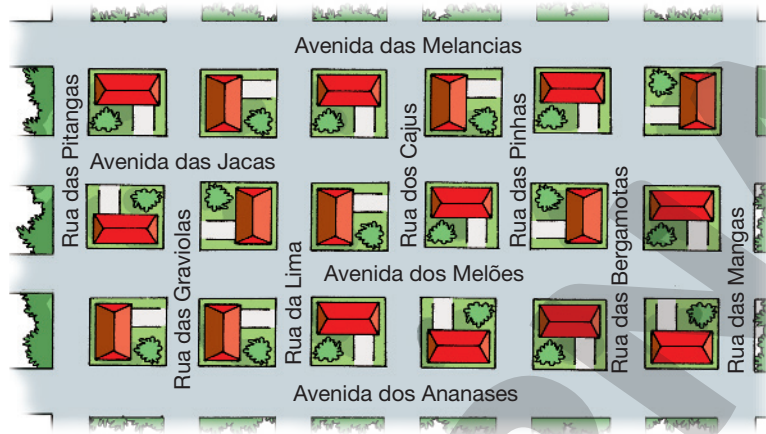 Avenida das Melancias
Rua das Pitangas
Avenida das Jacas
Rua das Graviolas
Rua da Lima
Rua dos Cajus
Rua das Pinhas
Rua das Bergamotas
Rua das Mangas
Avenida dos Melões
Avenida dos Ananases